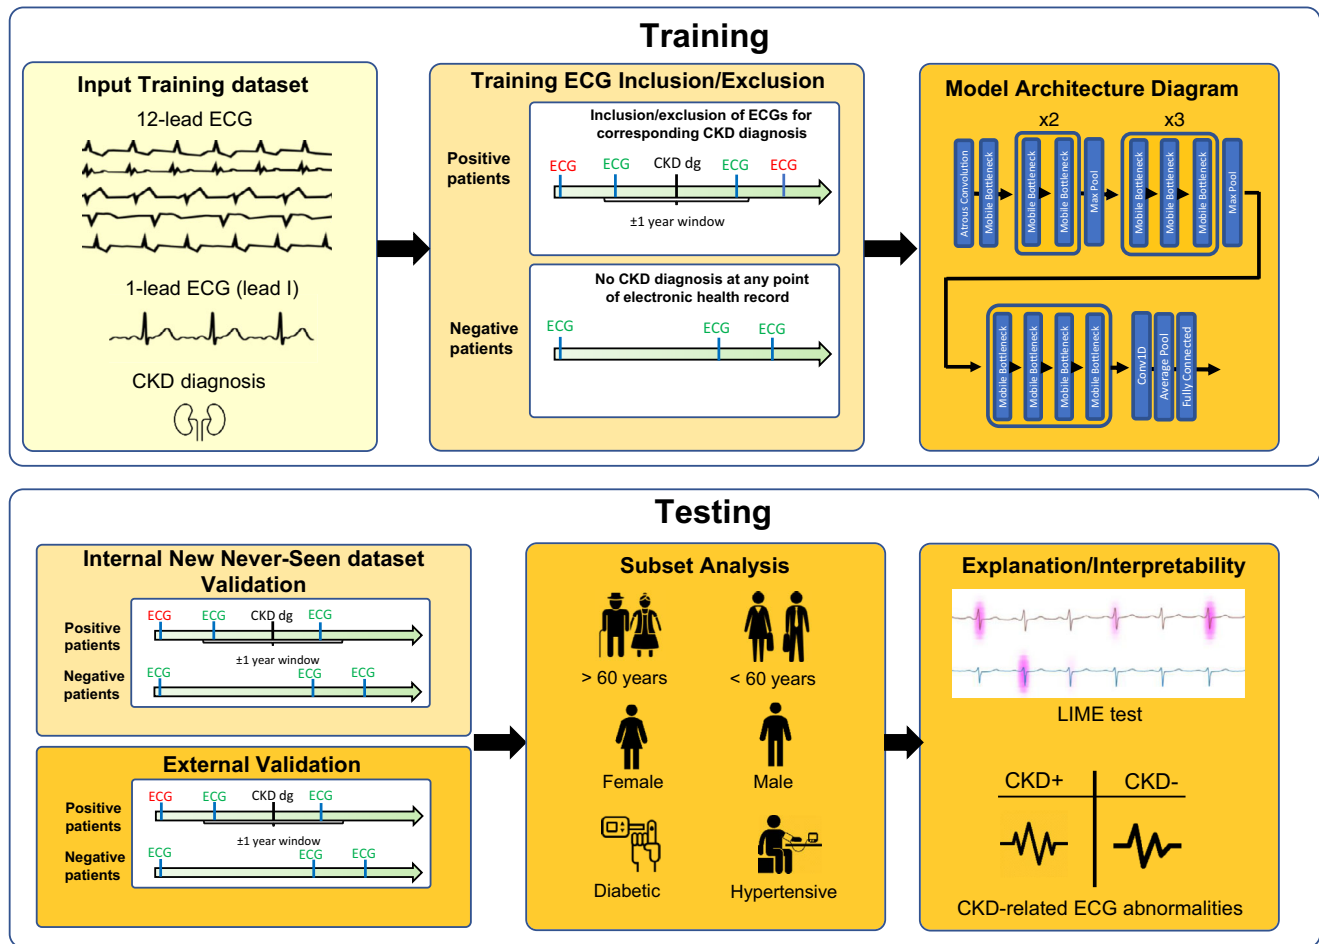 Training
Input Training dataset
12-lead ECG
1-lead ECG (lead I)
CKD diagnosis
Training ECG Inclusion/Exclusion
Inclusion/exclusion of ECGs for
corresponding CKD diagnosis
Positive
patients
ECG ECG CKD dg ECG ECG
±1 year window
No CKD diagnosis at any point
of electronic health record
Negative
patients
ECG ECG ECG
Model Architecture Diagram
x2 x3
Atrous Convolution
Mobile Bottleneck
Mobile Bottleneck
Mobile Bottleneck
Max Pool
Mobile Bottleneck
Mobile Bottleneck
Mobile Bottleneck
Max Pool
Mobile Bottleneck
Mobile Bottleneck
Mobile Bottleneck
Mobile Bottleneck
Conv1D
Average Pool
Fully Connected
Testing
Internal New Never-Seen dataset
Validation
Positive
patients
ECG ECG CKD dg ECG
±1 year window
Negative
patients
ECG ECG ECG
External Validation
Positive
patients
ECG ECG CKD dg ECG
±1 year window
Negative
patients
ECG ECG ECG
Subset Analysis
> 60 years < 60 years
Female Male
Diabetic Hypertensive
Explanation/Interpretability
LIME test
CKD+ CKD-
CKD-related ECG abnormalities